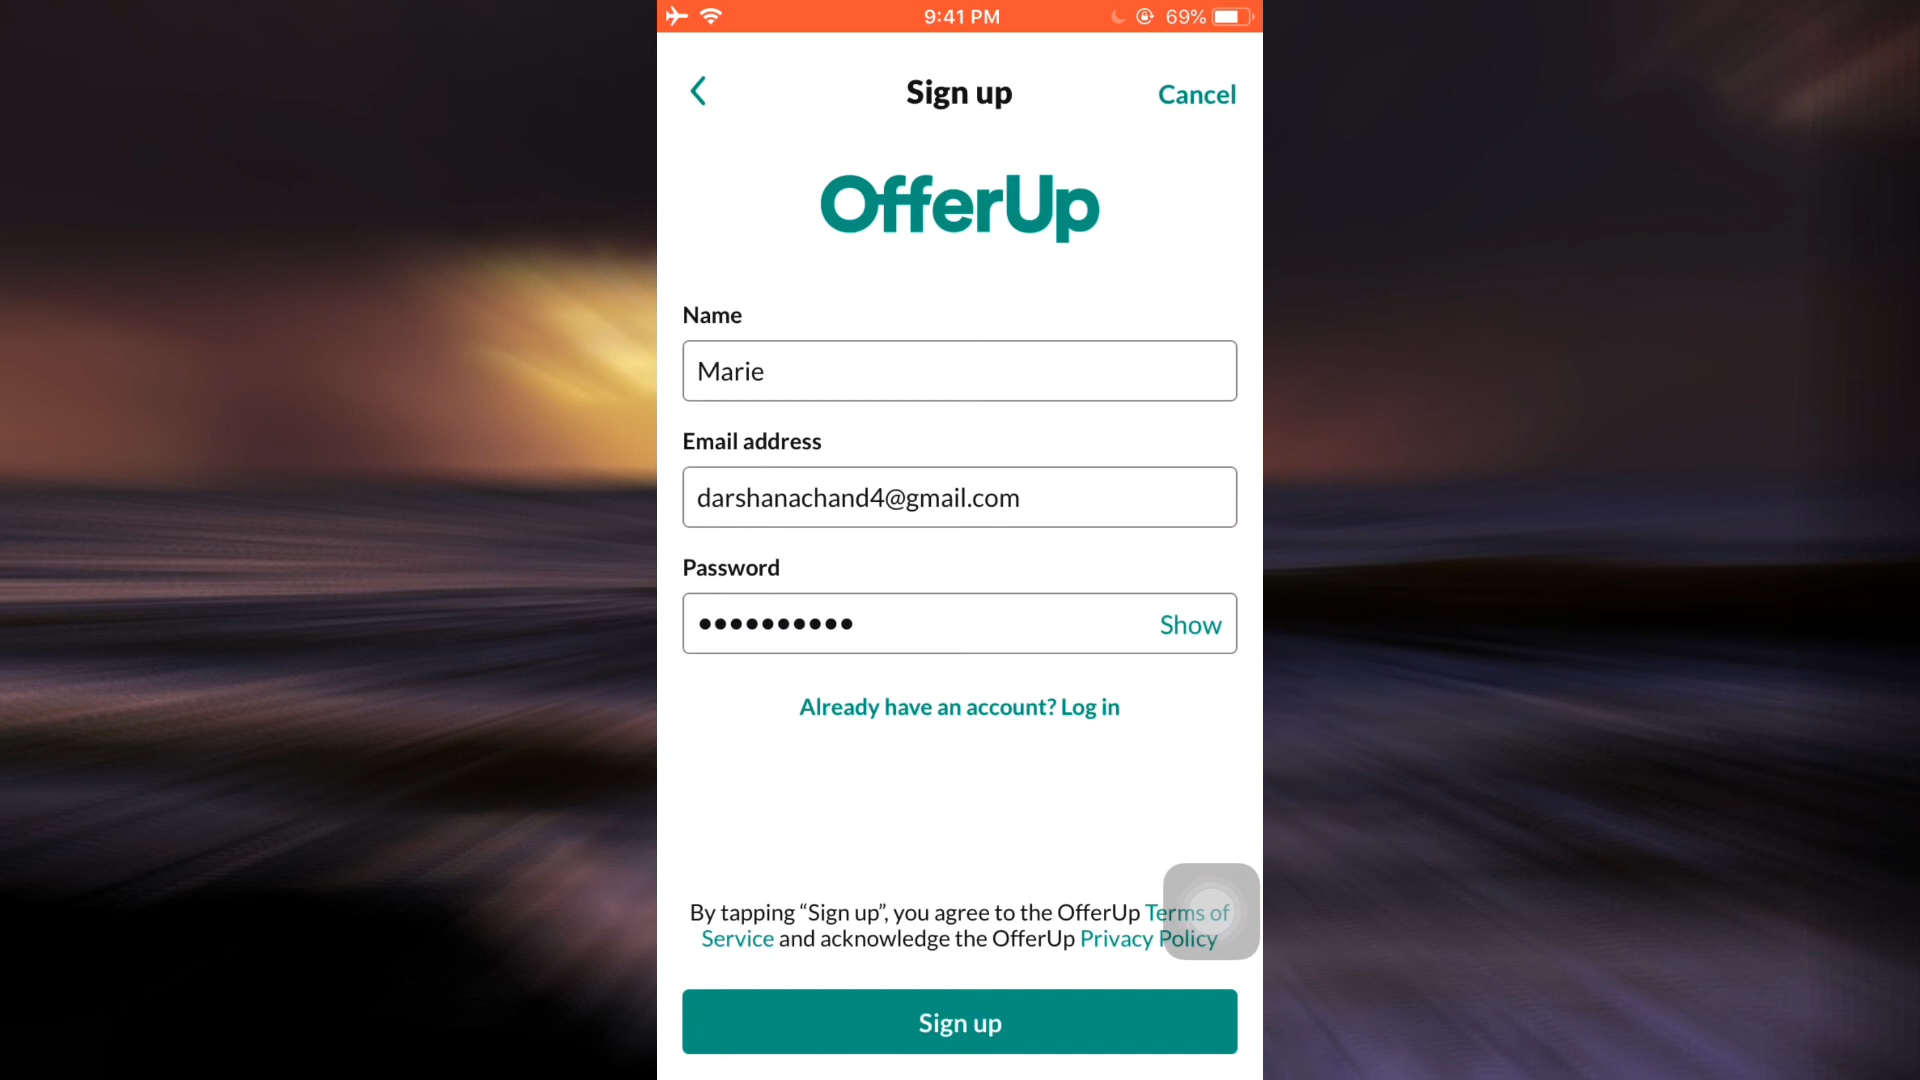 9:41 PM
69%
Sign up
Cancel
OfferUp
Name
Marie
Email address
darshanachand4@gmail.com
Password
Show
Already have an account? Log in
By tapping “Sign up”, you agree to the OfferUp Terms of
Service and acknowledge the OfferUp Privacy Policy
Sign up